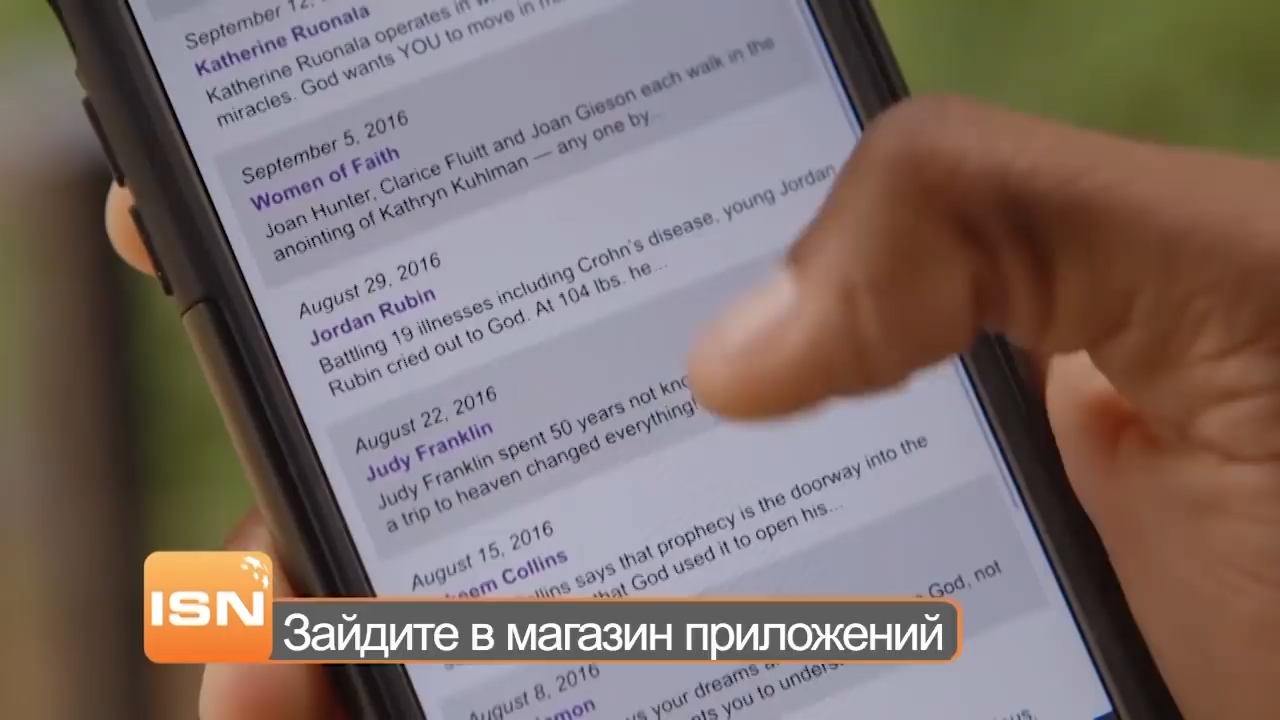 September 12,
Katherine Ruonala
Katherine Ruonala operates in
miracles. God wants YOU to move in
September 5, 2016
Women of Faith
Joan Hunter, Clarice Fluitt and Joan Gieson each walk in the
anointing of Kathryn Kuhlman — any one by...
August 29, 2016
Jordan Rubin
Battling 19 illnesses including Crohn's disease, young Jordan
Rubin cried out to God. At 104 lbs. he...
August 22, 2016
Judy Franklin
Judy Franklin spent 50 years not
a trip to heaven changed everything!
August 15, 2016
Collins
says that prophecy is the doorway into the
that God used it to open his...
God, not
August 8, 2016
your dreams
you to
ISN
Зайдите в магазин приложений